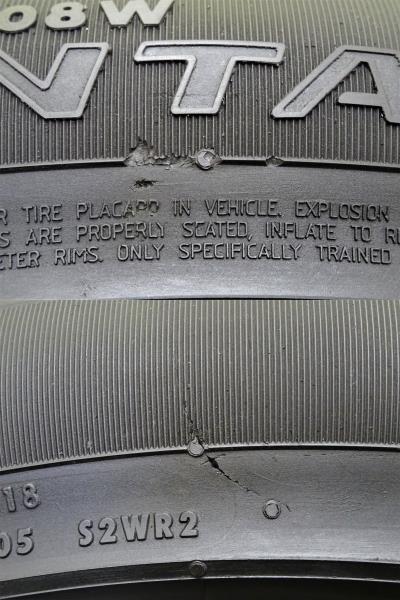 08W
NTA
TIRE PLACARD IN VEHICLE. EXPLOSION
ARE PROPERLY SEATED, INFLATE TO
ETER RIMS. ONLY SPECIFICALLY TRAINED
18
05 S2WR2